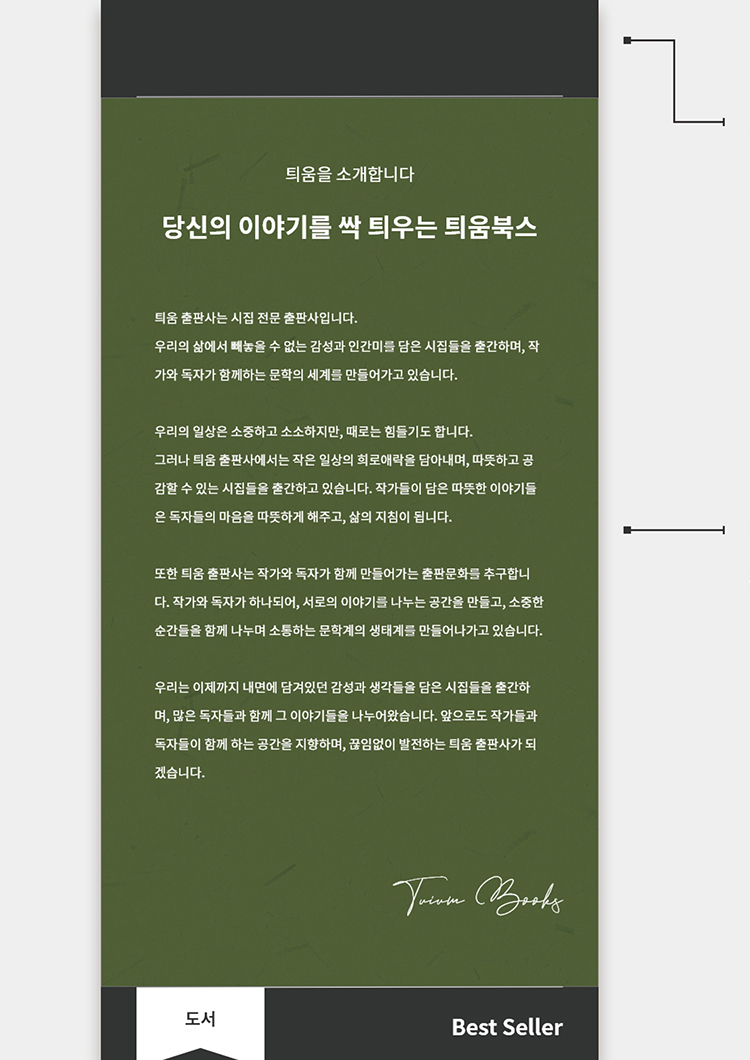 틔움을 소개합니다
당신의 이야기를 싹 틔우는 틔움북스
틔움 출판사는 시집 전문 출판사입니다.
우리의 삶에서 빼놓을 수 없는 감성과 인간미를 담은 시집들을 출간하며, 작
가와 독자가 함께하는 문학의 세계를 만들어가고 있습니다.
우리의 일상은 소중하고 소소하지만, 때로는 힘들기도 합니다.
그러나 틔움 출판사에서는 작은 일상의 희로애락을 담아내며, 따뜻하고 공
감할 수 있는 시집들을 출간하고 있습니다. 작가들이 담은 따뜻한 이야기들
은 독자들의 마음을 따뜻하게 해주고, 삶의 지침이 됩니다.
또한 틔움 출판사는 작가와 독자가 함께 만들어가는 출판문화를 추구합니
다. 작가와 독자가 하나되어, 서로의 이야기를 나누는 공간을 만들고, 소중한
순간들을 함께 나누며 소통하는 문학계의 생태계를 만들어나가고 있습니다.
우리는 이제까지 내면에 담겨있던 감성과 생각들을 담은 시집들을 출간하
며, 많은 독자들과 함께 그 이야기들을 나누어왔습니다. 앞으로도 작가들과
독자들이 함께 하는 공간을 지향하며, 끊임없이 발전하는 틔움 출판사가 되
겠습니다.
Tvivm Books
도서
Best Seller